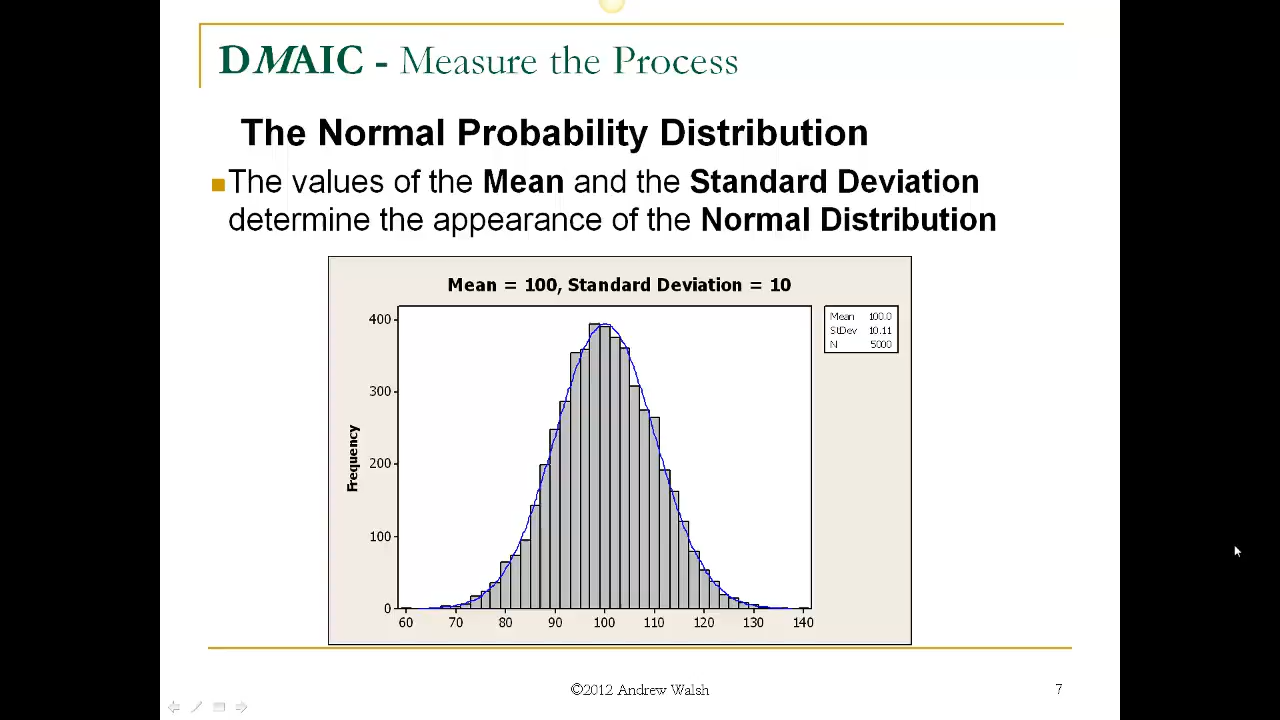 DMAIC - Measure the Process
The Normal Probability Distribution
The values of the Mean and the Standard Deviation
determine the appearance of the Normal Distribution
Mean = 100, Standard Deviation = 10
Mean 100.0
StDev 10.11
N 5000
400
300
200
100
0
Frequency
60 70 80 90 100 110 120 130 140
©2012 Andrew Walsh
7